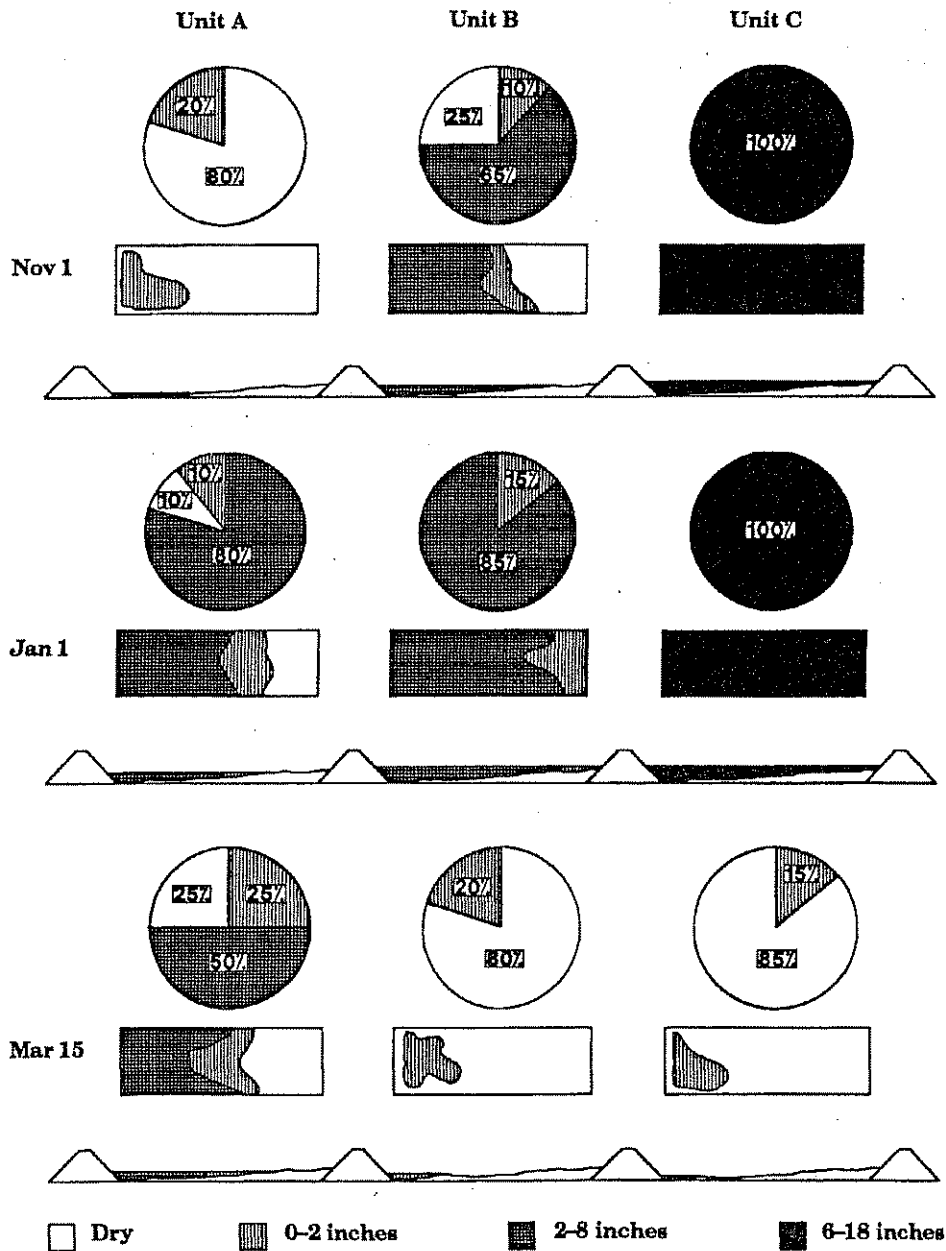 Unit A Unit B Unit C
20% 80%
10% 25% 65%
100%
Nov 1
10% 10% 80%
15% 85%
100%
Jan 1
25% 25% 50%
20% 80%
15% 85%
Mar 15
Dry 0–2 inches 2–8 inches 6–18 inches